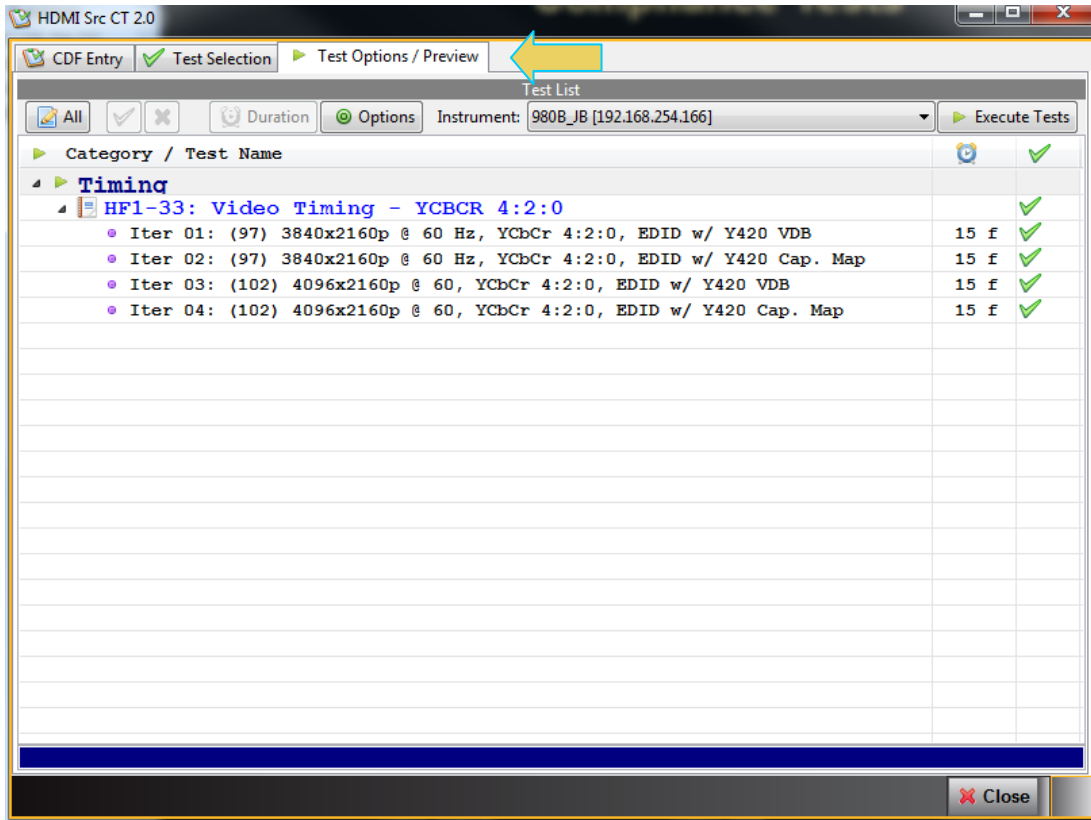 HDMI Src CT 2.0
Compliance Tests
CDF Entry Test Selection Test Options / Preview
Test List
All Duration Options Instrument: 980B_JB [192.168.254.166] Execute Tests
Category / Test Name
Timing
HF1-33: Video Timing - YCBCR 4:2:0
Iter 01: (97) 3840x2160p @ 60 Hz, YCbCr 4:2:0, EDID w/ Y420 VDB 15 f
Iter 02: (97) 3840x2160p @ 60 Hz, YCbCr 4:2:0, EDID w/ Y420 Cap. Map 15 f
Iter 03: (102) 4096x2160p @ 60, YCbCr 4:2:0, EDID w/ Y420 VDB 15 f
Iter 04: (102) 4096x2160p @ 60, YCbCr 4:2:0, EDID w/ Y420 Cap. Map 15 f
Close